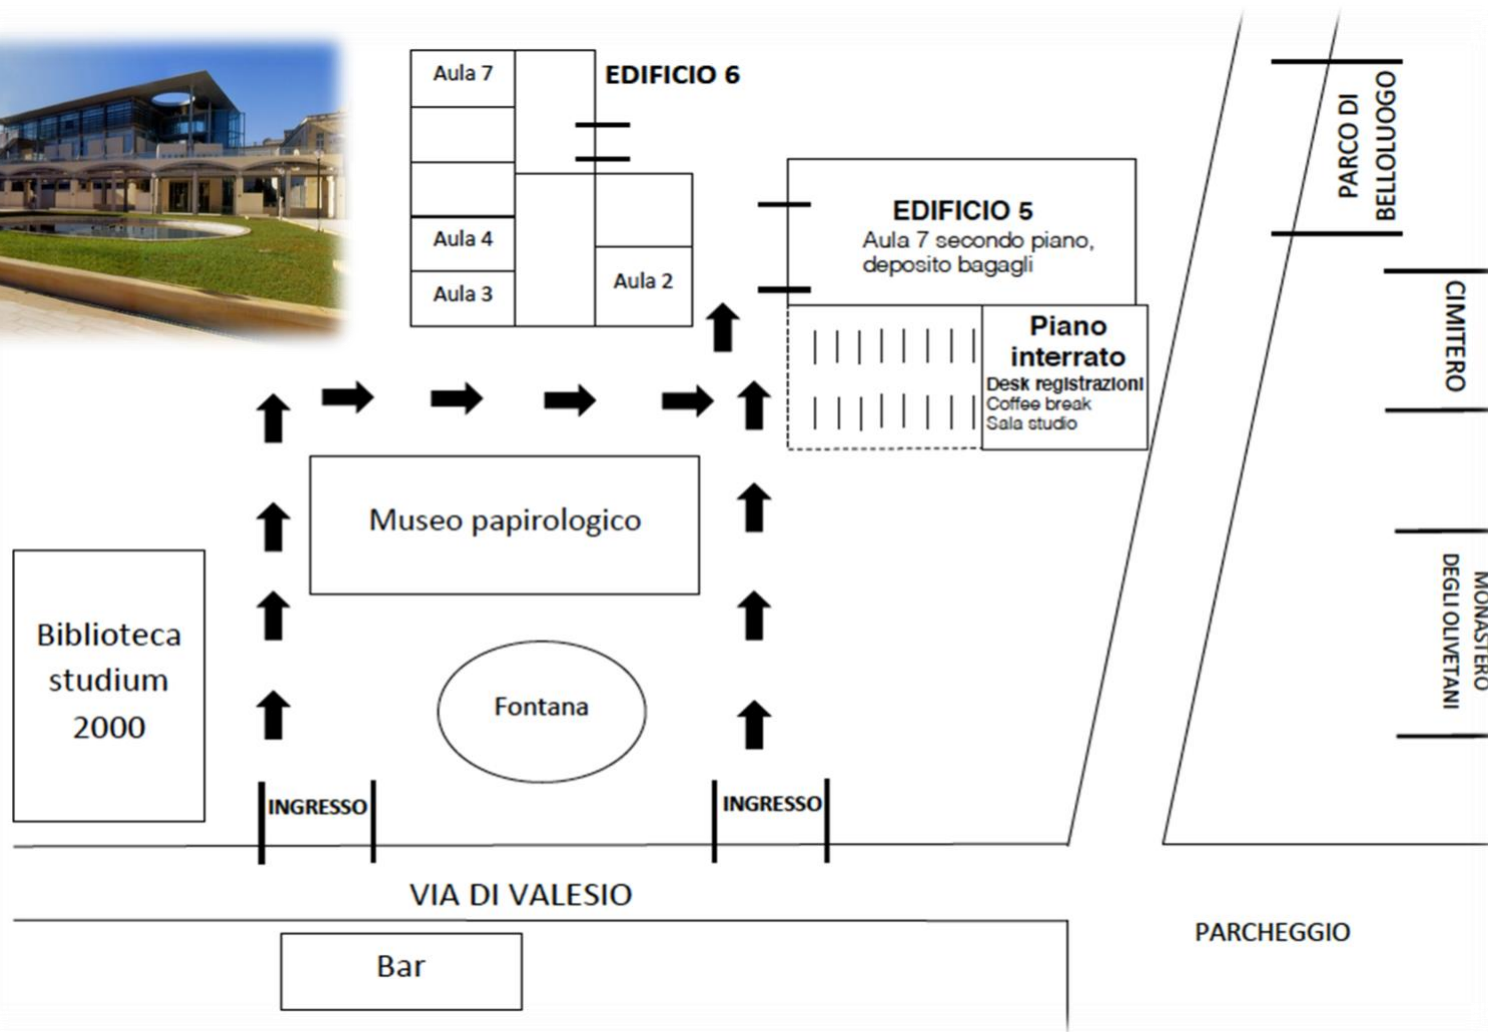 Aula 7
EDIFICIO 6
Aula 4
Aula 3
Aula 2
EDIFICIO 5
Aula 7 secondo piano,
deposito bagagli
Piano
interrato
Desk registrazioni
Coffee break
Sala studio
PARCO DI
BELLOLUOGO
CIMITERO
MONASTERO
DEGLI OLIVETANI
Museo papirologico
Biblioteca
studium
2000
Fontana
INGRESSO
INGRESSO
VIA DI VALESIO
Bar
PARCHEGGIO